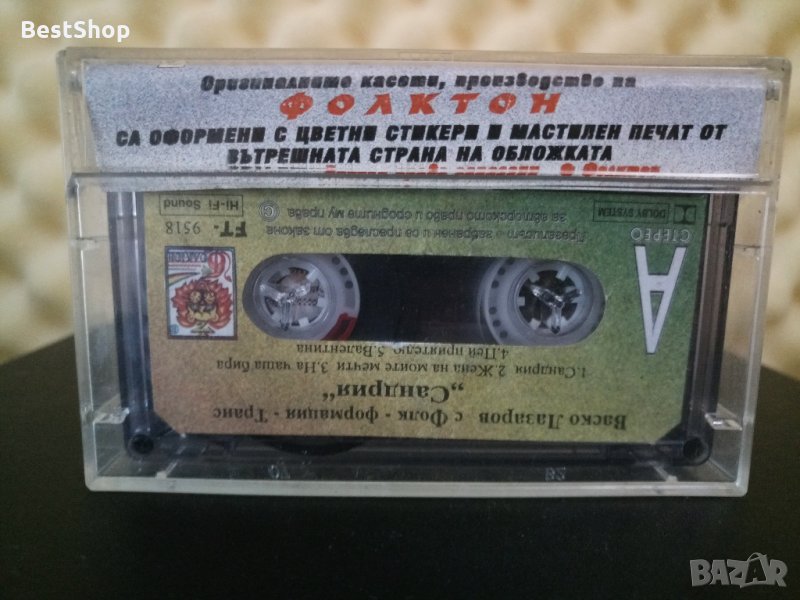 BestShop
Оригиналните касети, производство на
ФОЛКТОН
СА ОФОРМЕНИ С ЦВЕТНИ СТИКЕРИ И МАСТИЛЕН ПЕЧАТ ОТ
ВЪТРЕШНАТА СТРАНА НА ОБЛОЖКАТА
Васко Лазаров с Фолк - формация - Транс
„Сандрия“
1.Сандрия 2.Жена на моите мечти 3.На чаша бира
4.Пей приятелю 5.Валентина
A
СТЕРЕО
DOLBY SYSTEM
Презаписът е забранен и се преследва от закона
за авторското право и сродните му права
FT - 9518
Hi-Fi Sound
BAZAR